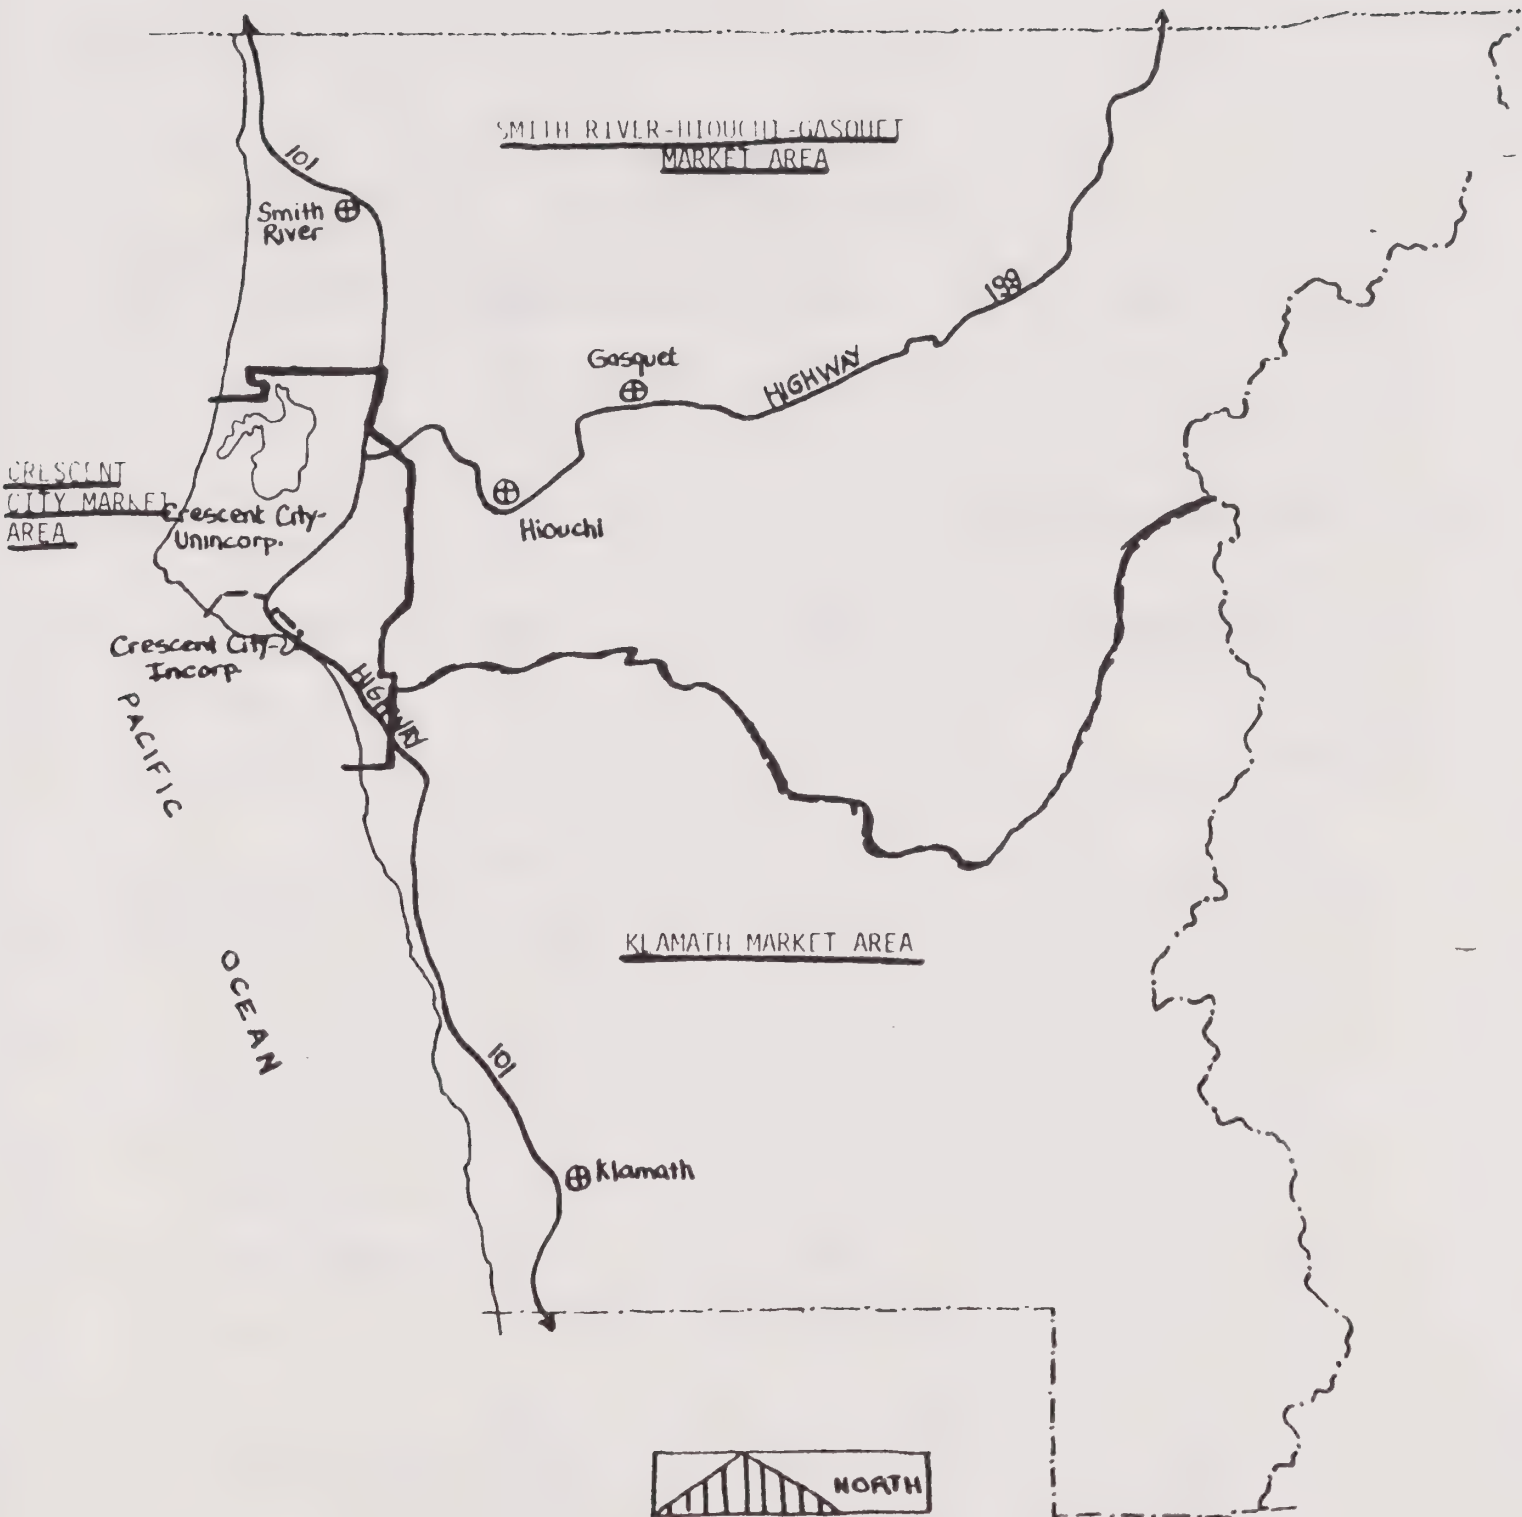 SMITH RIVER-HIOUCHI-GASQUET
MARKET AREA
101
Smith
River
199
HIGHWAY
Gasquet
Hiouchi
CRESCENT
CITY MARKET
AREA
Crescent City-
Unincorp.
Crescent City-
Incorp.
HIGHWAY
PACIFIC
OCEAN
KLAMATH MARKET AREA
101
Klamath
NORTH